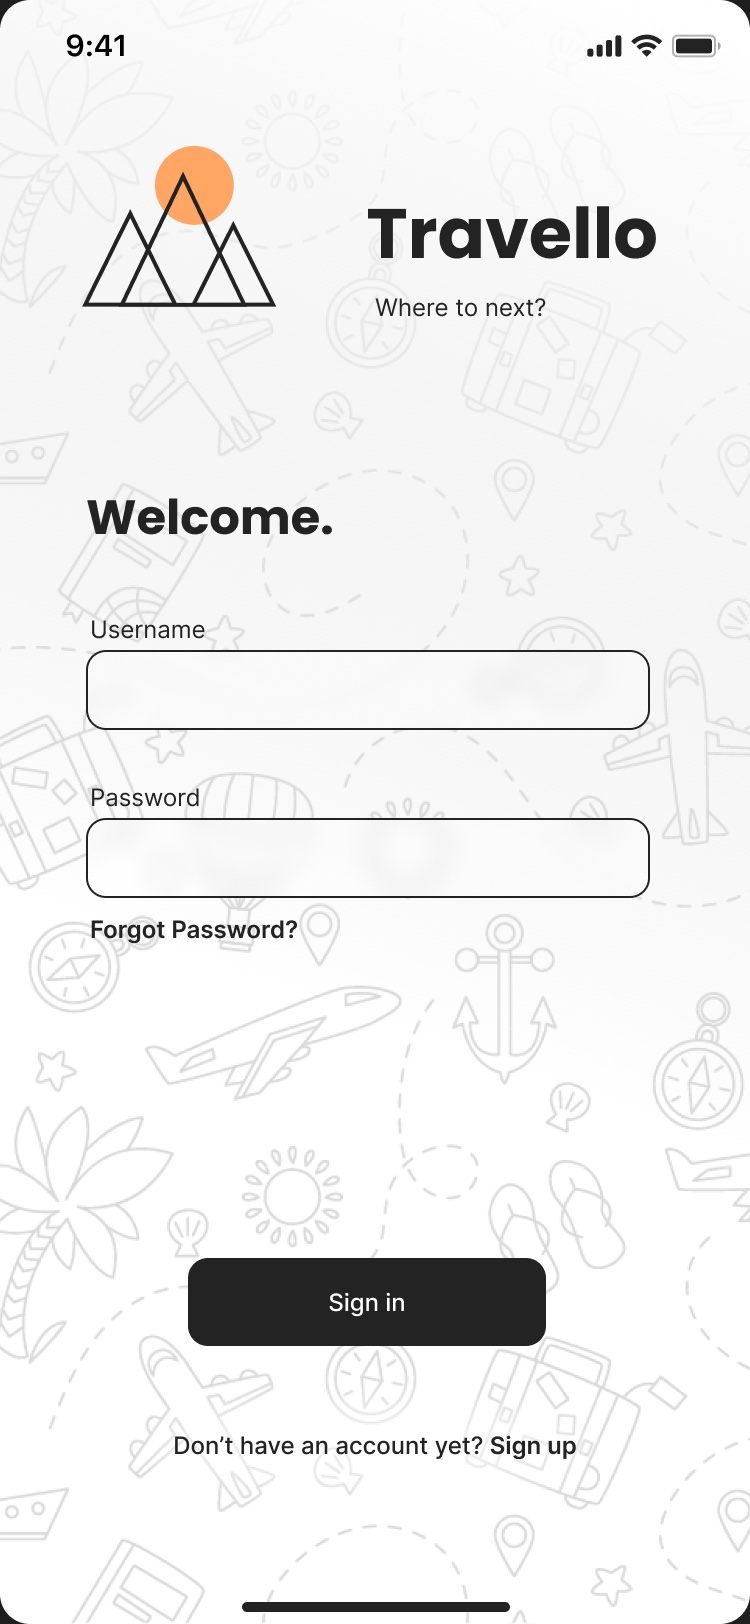 9:41
Travello
Where to next?
Welcome.
Username
Password
Forgot Password?
Sign in
Don’t have an account yet? Sign up